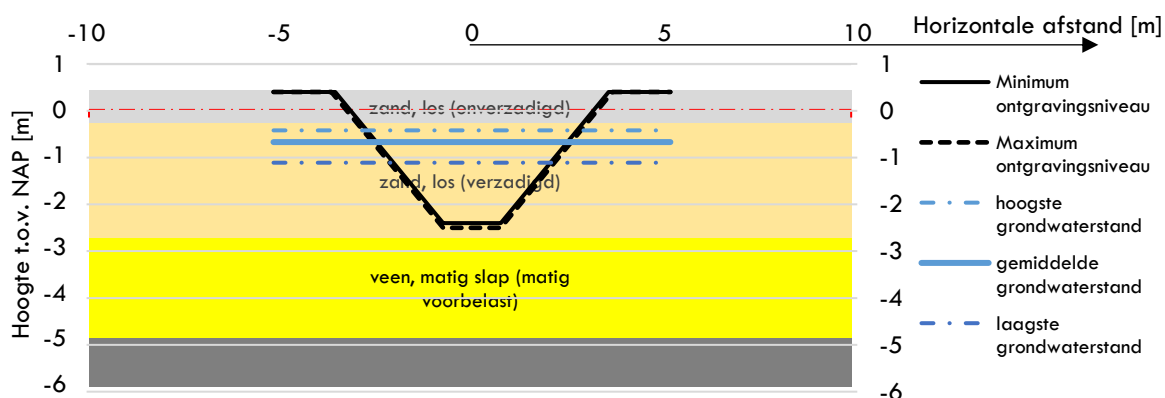 Horizontale afstand [m]
-10 -5 0 5 10
Hoogte t.o.v. NAP [m]
1 1
0 0
-1 -1
-2 -2
-3 -3
-4 -4
-5 -5
-6 -6
zand, los (onverzadigd)
zand, los (verzadigd)
veen, matig slap (matig
voorbelast)
Minimum
ontgravingsniveau
Maximum
ontgravingsniveau
hoogste
grondwaterstand
gemiddelde
grondwaterstand
laagste
grondwaterstand